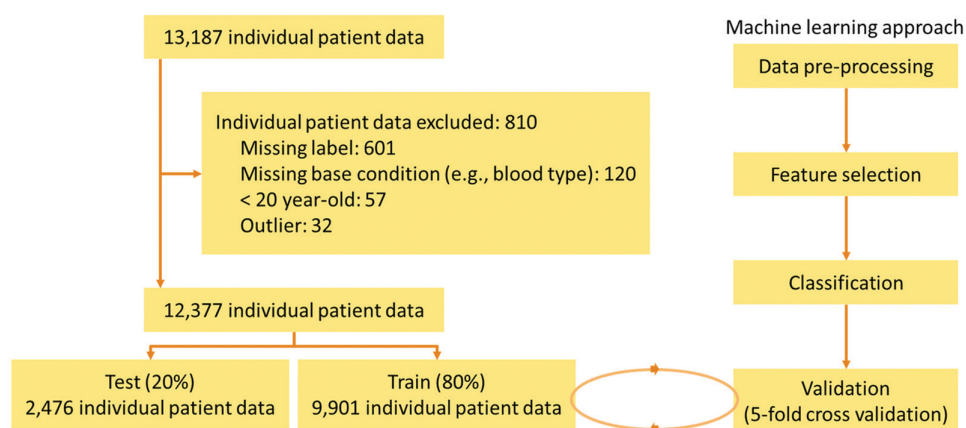 13,187 individual patient data
Individual patient data excluded: 810
Missing label: 601
Missing base condition (e.g., blood type): 120
< 20 year-old: 57
Outlier: 32
12,377 individual patient data
Test (20%)
2,476 individual patient data
Train (80%)
9,901 individual patient data
Machine learning approach
Data pre-processing
Feature selection
Classification
Validation
(5-fold cross validation)